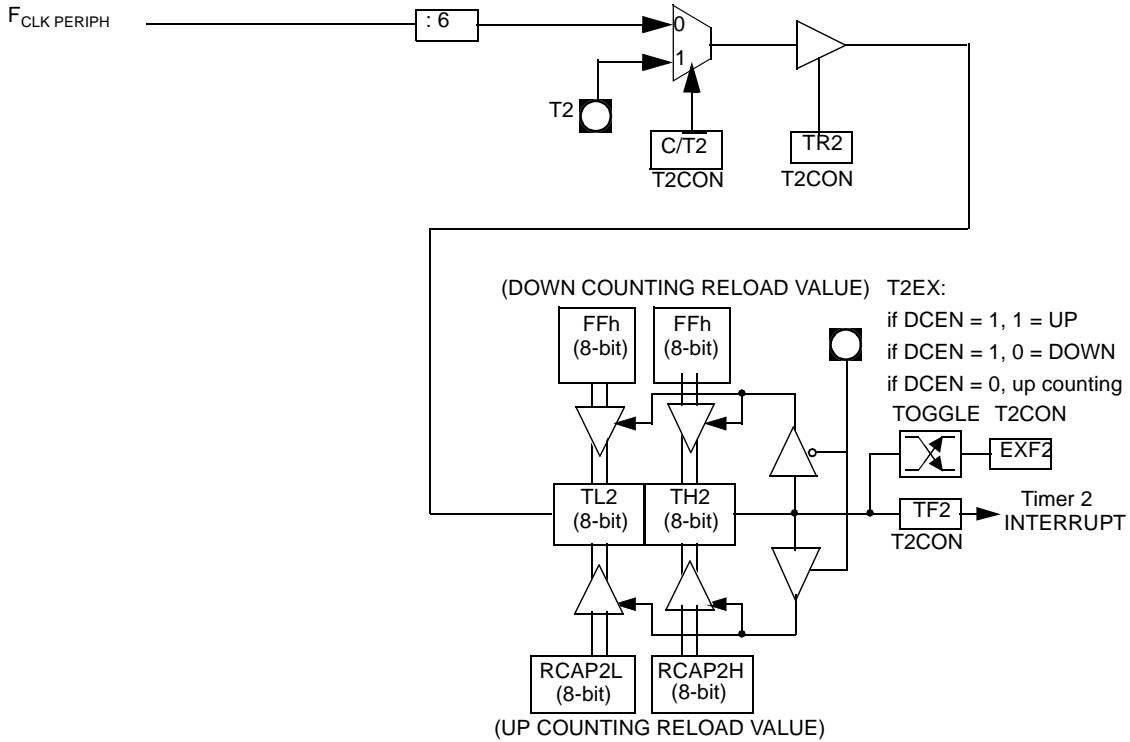 FCLK PERIPH
: 6
0
1
T2
C/T2
TR2
T2CON
T2CON
(DOWN COUNTING RELOAD VALUE)
T2EX:
if DCEN = 1, 1 = UP
if DCEN = 1, 0 = DOWN
if DCEN = 0, up counting
FFh
(8-bit)
FFh
(8-bit)
TOGGLE
T2CON
EXF2
TL2
(8-bit)
TH2
(8-bit)
TF2
T2CON
Timer 2
INTERRUPT
RCAP2L
(8-bit)
RCAP2H
(8-bit)
(UP COUNTING RELOAD VALUE)